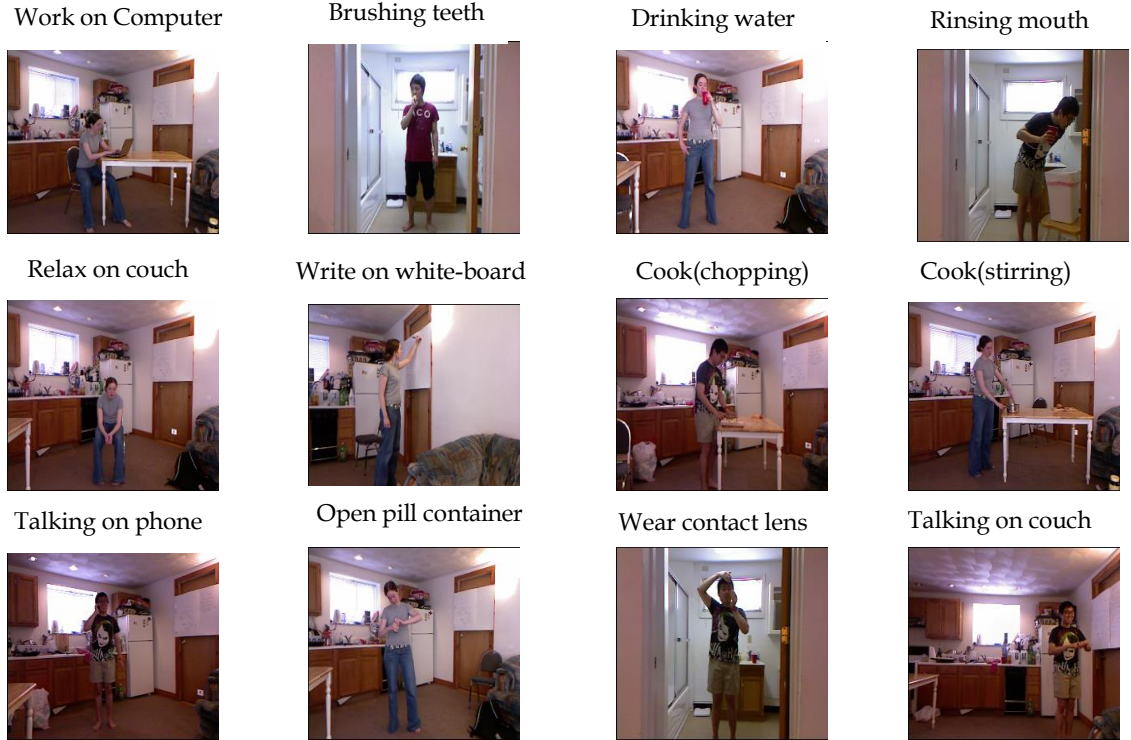 Work on Computer
Brushing teeth
Drinking water
Rinsing mouth
Relax on couch
Write on white-board
Cook(chopping)
Cook(stirring)
Talking on phone
Open pill container
Wear contact lens
Talking on couch